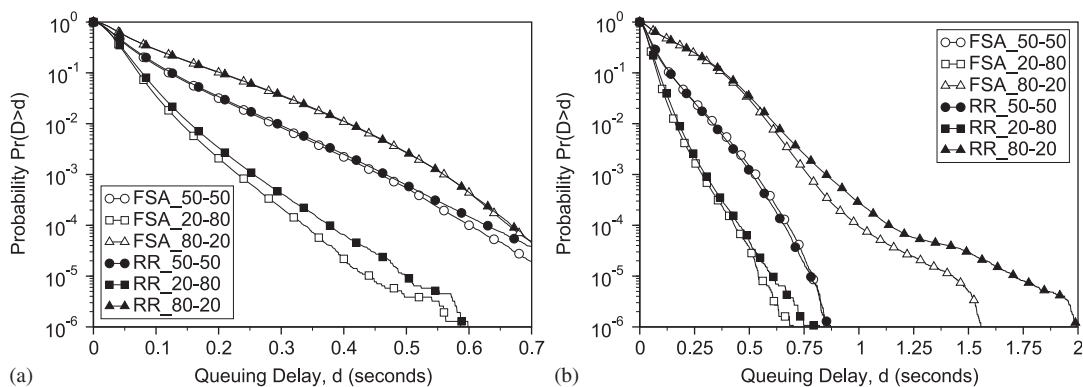 Probability Pr(D>d)
10^0
10^-1
10^-2
10^-3
10^-4
10^-5
10^-6
FSA_50-50
FSA_20-80
FSA_80-20
RR_50-50
RR_20-80
RR_80-20
0 0.1 0.2 0.3 0.4 0.5 0.6 0.7
(a) Queuing Delay, d (seconds)
Probability Pr(D>d)
10^0
10^-1
10^-2
10^-3
10^-4
10^-5
10^-6
FSA_50-50
FSA_20-80
FSA_80-20
RR_50-50
RR_20-80
RR_80-20
0 0.25 0.5 0.75 1 1.25 1.5 1.75 2
(b) Queuing Delay, d (seconds)